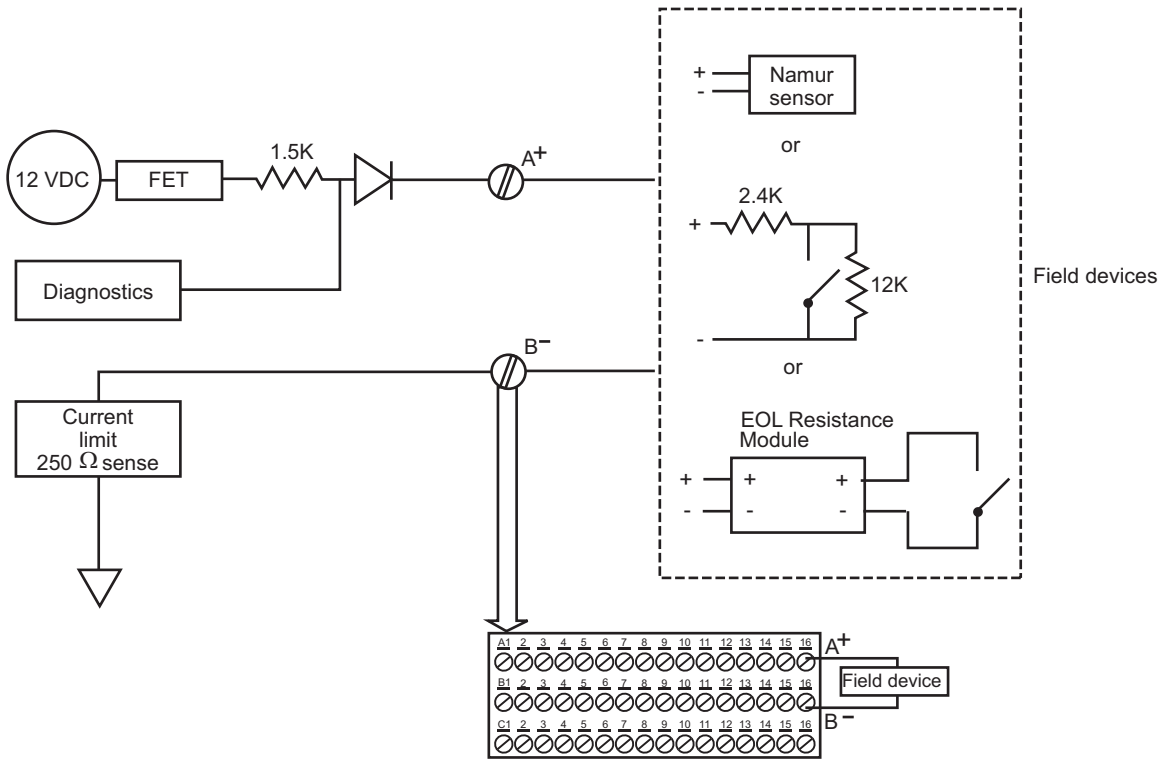 Namur
sensor
+
-
or
12 VDC
FET
1.5K
A+
2.4K
+
12K
-
Diagnostics
Field devices
B−
or
Current
limit
250 Ω sense
EOL Resistance
Module
+ + +
- - -
A1 2 3 4 5 6 7 8 9 10 11 12 13 14 15 16
A+
Field device
B1 2 3 4 5 6 7 8 9 10 11 12 13 14 15 16
B −
C1 2 3 4 5 6 7 8 9 10 11 12 13 14 15 16